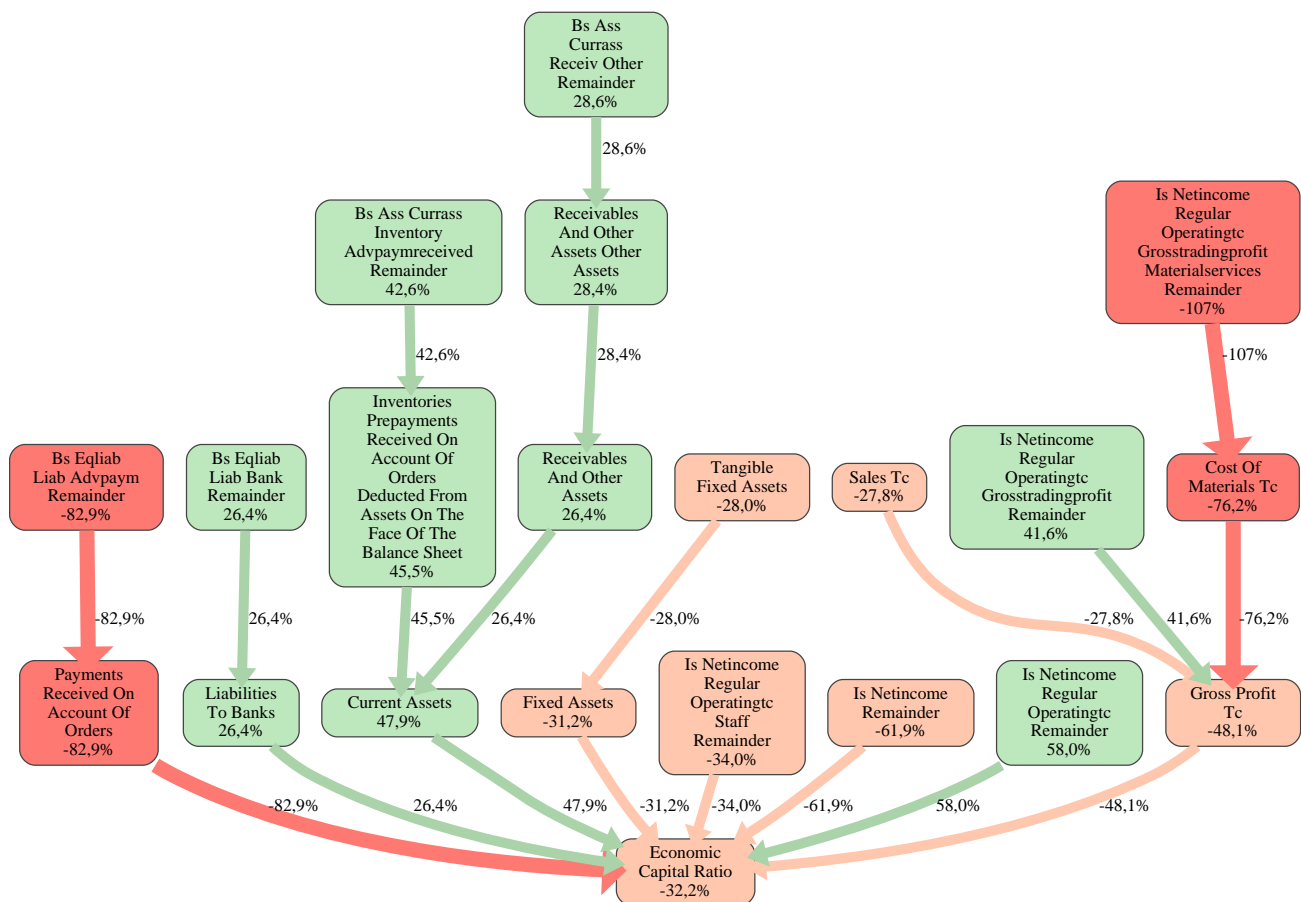 Bs Ass
Currass
Receiv Other
Remainder
28,6%
28,6%
Bs Ass Currass
Inventory
Advpaymreceived
Remainder
42,6%
Receivables
And Other
Assets Other
Assets
28,4%
Is Netincome
Regular
Operatingtc
Grosstradingprofit
Materialservices
Remainder
-107%
42,6%
28,4%
-107%
Bs Eqliab
Liab Advpaym
Remainder
-82,9%
Bs Eqliab
Liab Bank
Remainder
26,4%
Inventories
Prepayments
Received On
Account Of
Orders
Deducted From
Assets On The
Face Of The
Balance Sheet
45,5%
Receivables
And Other
Assets
26,4%
Tangible
Fixed Assets
-28,0%
Sales Tc
-27,8%
Is Netincome
Regular
Operatingtc
Grosstradingprofit
Remainder
41,6%
Cost Of
Materials Tc
-76,2%
-82,9%
26,4%
45,5%
26,4%
-28,0%
-27,8%
41,6%
-76,2%
Payments
Received On
Account Of
Orders
-82,9%
Liabilities
To Banks
26,4%
Current Assets
47,9%
Fixed Assets
-31,2%
Is Netincome
Regular
Operatingtc
Staff
Remainder
-34,0%
Is Netincome
Remainder
-61,9%
Is Netincome
Regular
Operatingtc
Remainder
58,0%
Gross Profit
Tc
-48,1%
-82,9%
26,4%
47,9%
-31,2%
-34,0%
-61,9%
58,0%
-48,1%
Economic
Capital Ratio
-32,2%